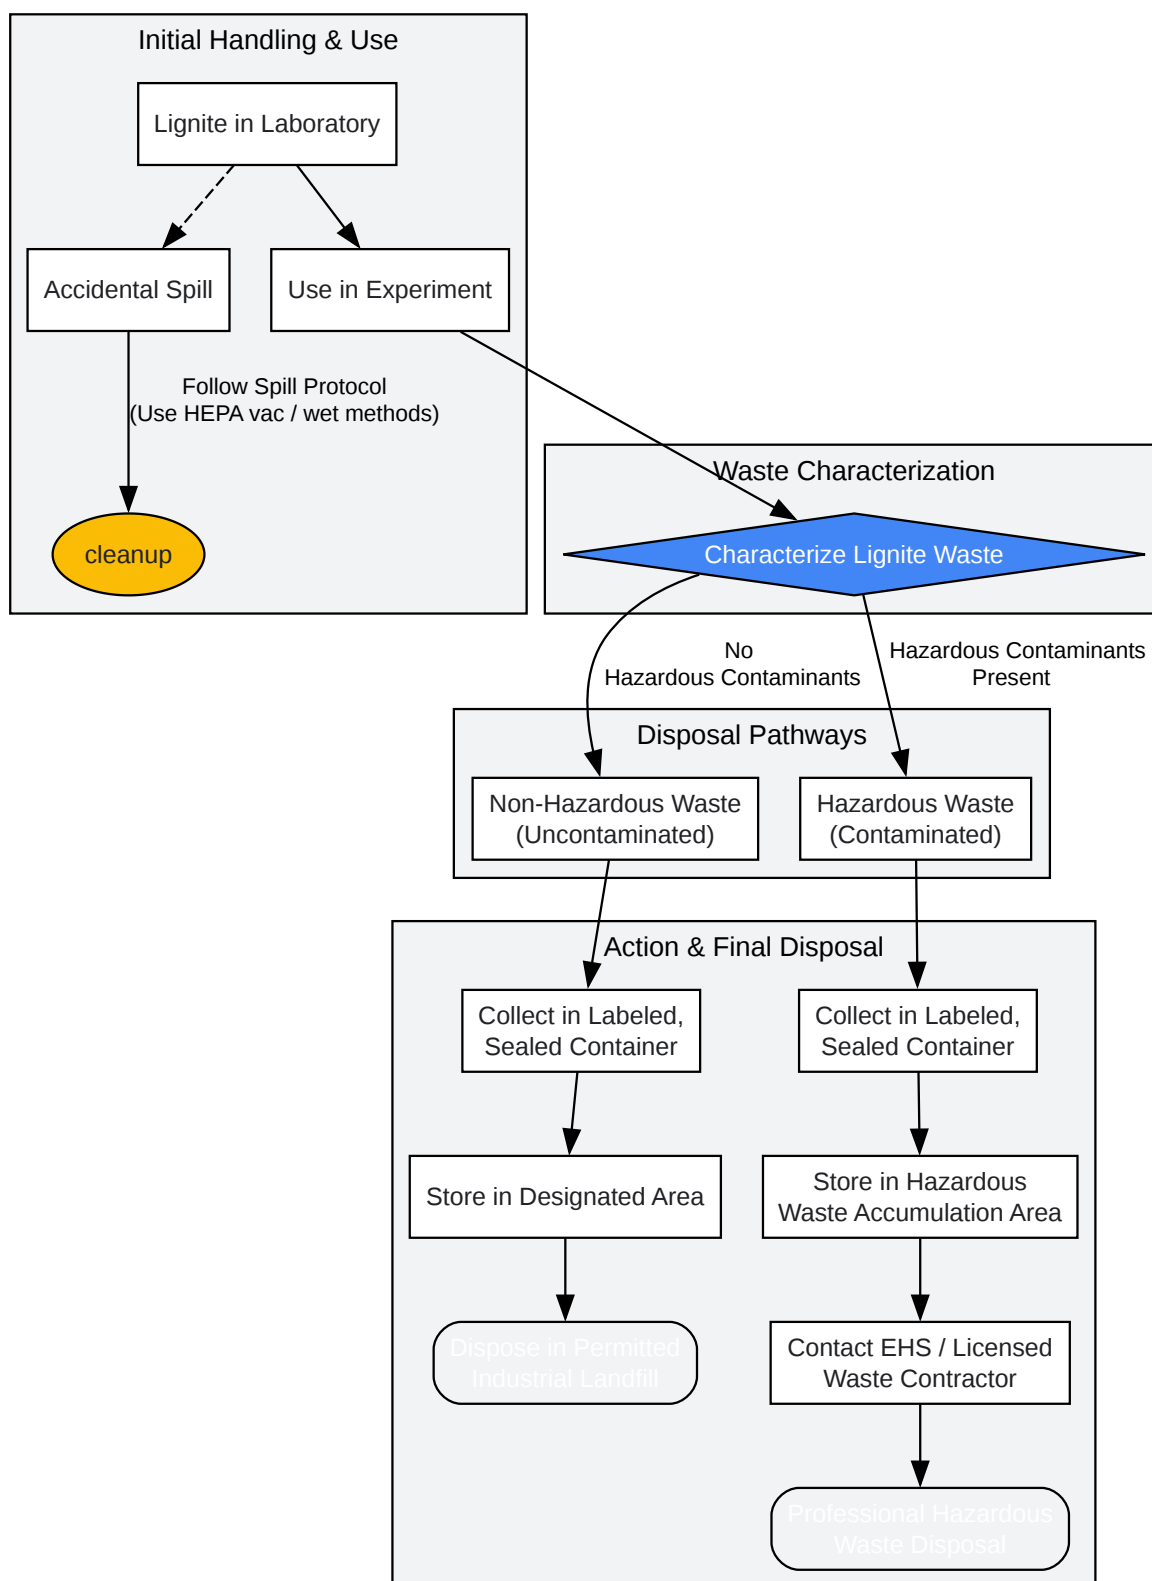 Initial Handling & Use
Lignite in Laboratory
Accidental Spill
Use in Experiment
Follow Spill Protocol
(Use HEPA vac / wet methods)
cleanup
Waste Characterization
Characterize Lignite Waste
No
Hazardous Contaminants
Hazardous Contaminants
Present
Disposal Pathways
Non-Hazardous Waste
(Uncontaminated)
Hazardous Waste
(Contaminated)
Action & Final Disposal
Collect in Labeled,
Sealed Container
Collect in Labeled,
Sealed Container
Store in Designated Area
Store in Hazardous
Waste Accumulation Area
Dispose in Permitted
Industrial Landfill
Contact EHS / Licensed
Waste Contractor
Professional Hazardous
Waste Disposal